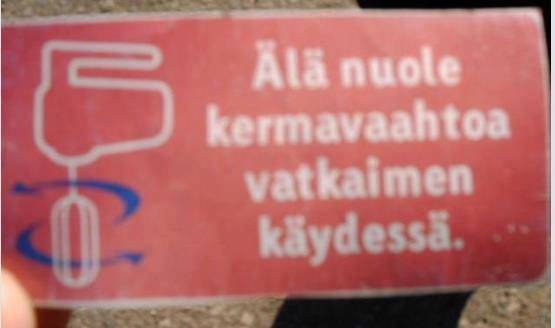 Älä nuole
kermavaahtoa
vatkaimen
käydessä.